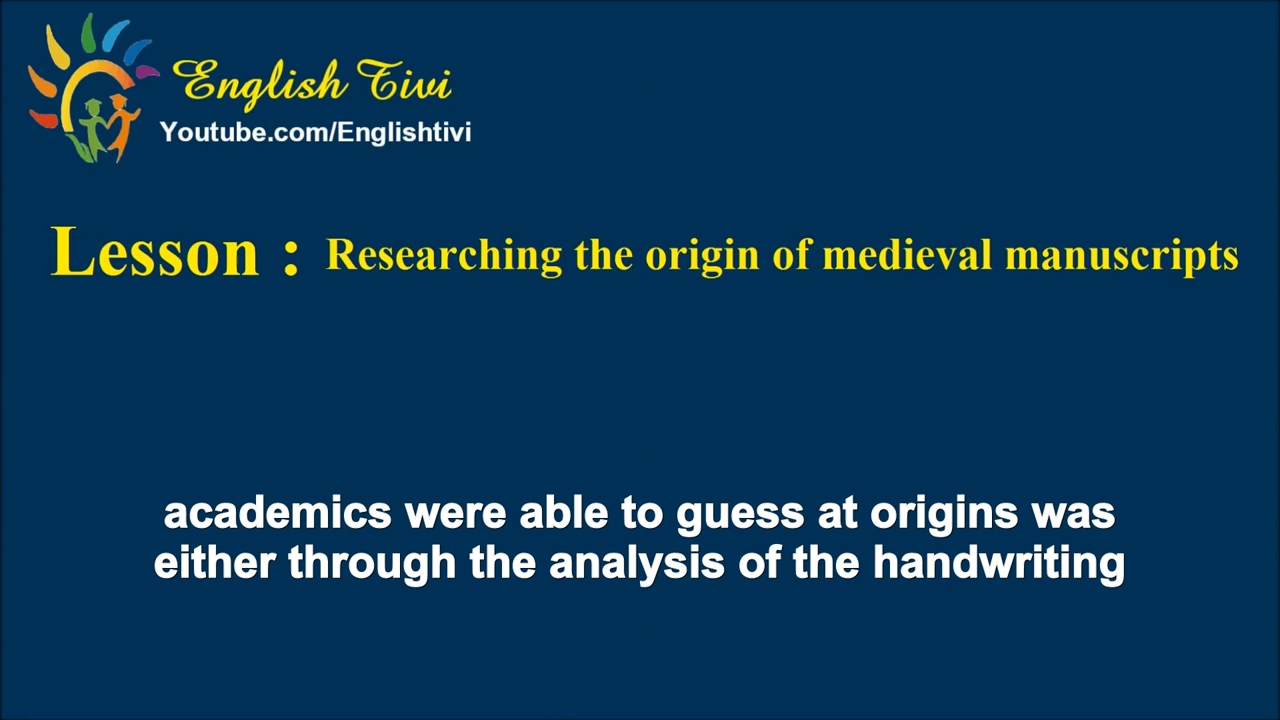 English Tivi
Youtube.com/Englishtivi
Lesson : Researching the origin of medieval manuscripts
academics were able to guess at origins was
either through the analysis of the handwriting